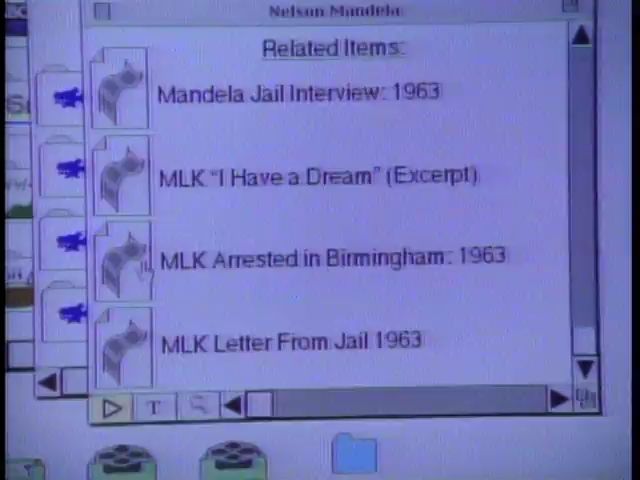 Nelson Mandela
Related Items:
Mandela Jail Interview: 1963
MLK "I Have a Dream" (Excerpt)
MLK Arrested in Birmingham: 1963
MLK Letter From Jail 1963
T